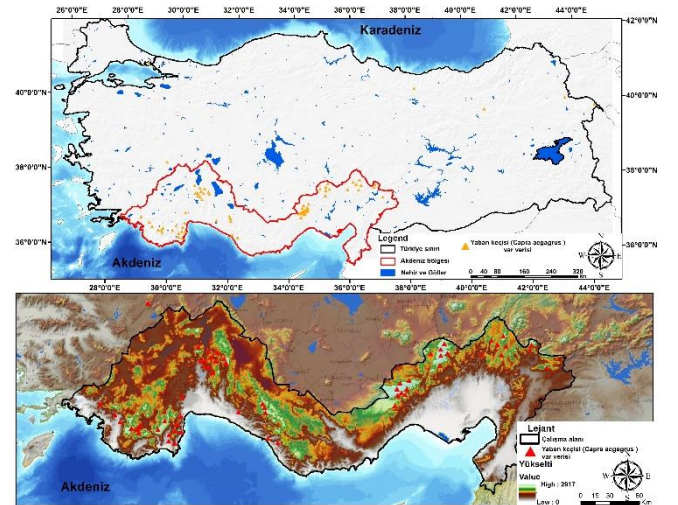 26°0'0"E 28°0'0"E 30°0'0"E 32°0'0"E 34°0'0"E 36°0'0"E 38°0'0"E 40°0'0"E 42°0'0"E 44°0'0"E
Karadeniz
42°0'0"N
40°0'0"N
40°0'0"N
38°0'0"N
38°0'0"N
36°0'0"N
36°0'0"N
Akdeniz
Legend
Türkiye sınırı
Akdeniz bölgesi
Nehir ve Göller
Yaban keçisi (Capra aegagrus )
var verisi
N
W E
S
0 40 80 160 240 320
Km
28°0'0"E 30°0'0"E 32°0'0"E 34°0'0"E 36°0'0"E 38°0'0"E 40°0'0"E 42°0'0"E 44°0'0"E
Akdeniz
Lejant
Çalışma alanı
Yaban keçisi (Capra aegagrus )
var verisi
Yükselti
Value
High : 2917
Low : 0
N
W E
S
0 15 30 60
Km